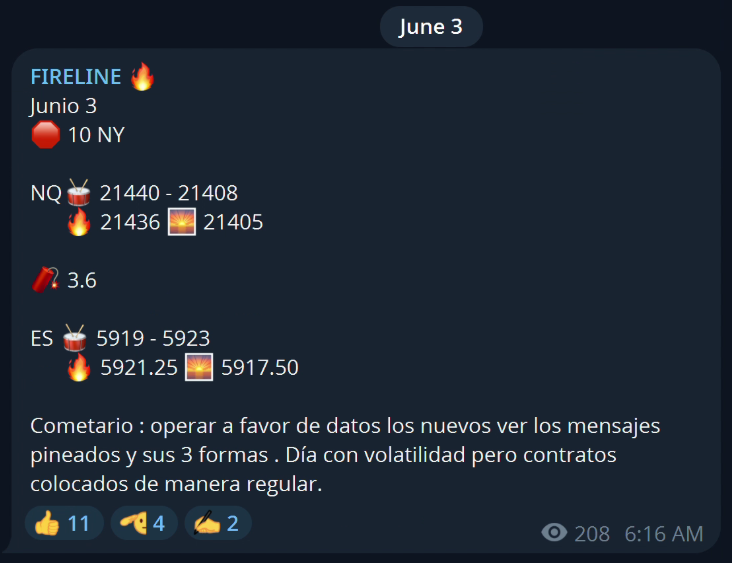 June 3
FIRELINE 🔥
Junio 3
🛑 10 NY
NQ 🥁 21440 - 21408
🔥 21436 🌅 21405
🧨 3.6
ES 🥁 5919 - 5923
🔥 5921.25 🌅 5917.50
Cometario : operar a favor de datos los nuevos ver los mensajes
pineados y sus 3 formas . Día con volatilidad pero contratos
colocados de manera regular.
👍 11 🫵 4 ✍️ 2 208 6:16 AM